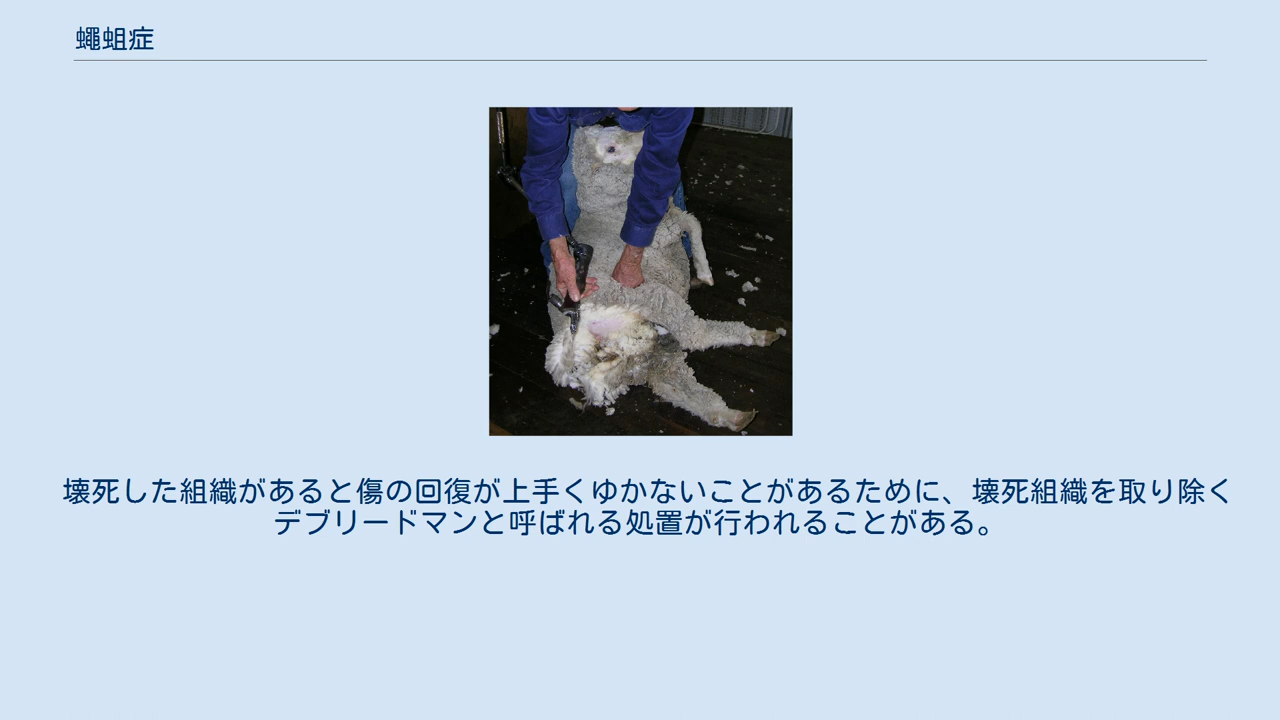 蠅蛆症
壊死した組織があると傷の回復が上手くゆかないことがあるために、壊死組織を取り除く
デブリードマンと呼ばれる処置が行われることがある。